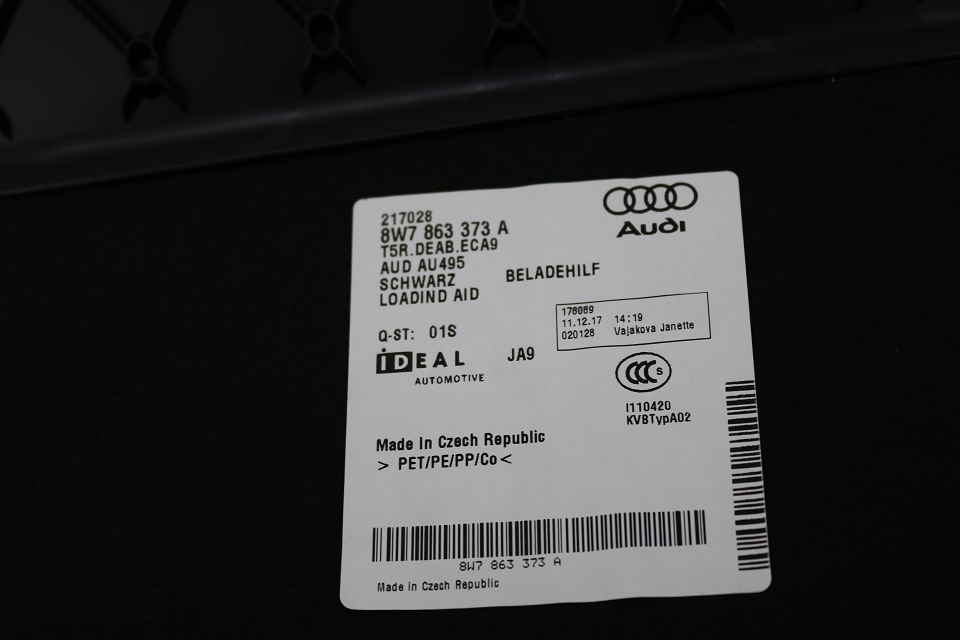 217028
8W7 863 373 A
T5R.DEAB.ECA9
AUD AU495
SCHWARZ BELADEHILF
LOADIND AID
Audi
178089
11.12.17 14:19
020128 Vajakova Janette
Q-ST: 01S
iDEAL JA9
AUTOMOTIVE
CCC S
I110420
KVBTypA02
Made In Czech Republic
> PET/PE/PP/Co <
8W7 863 373 A
Made in Czech Republic